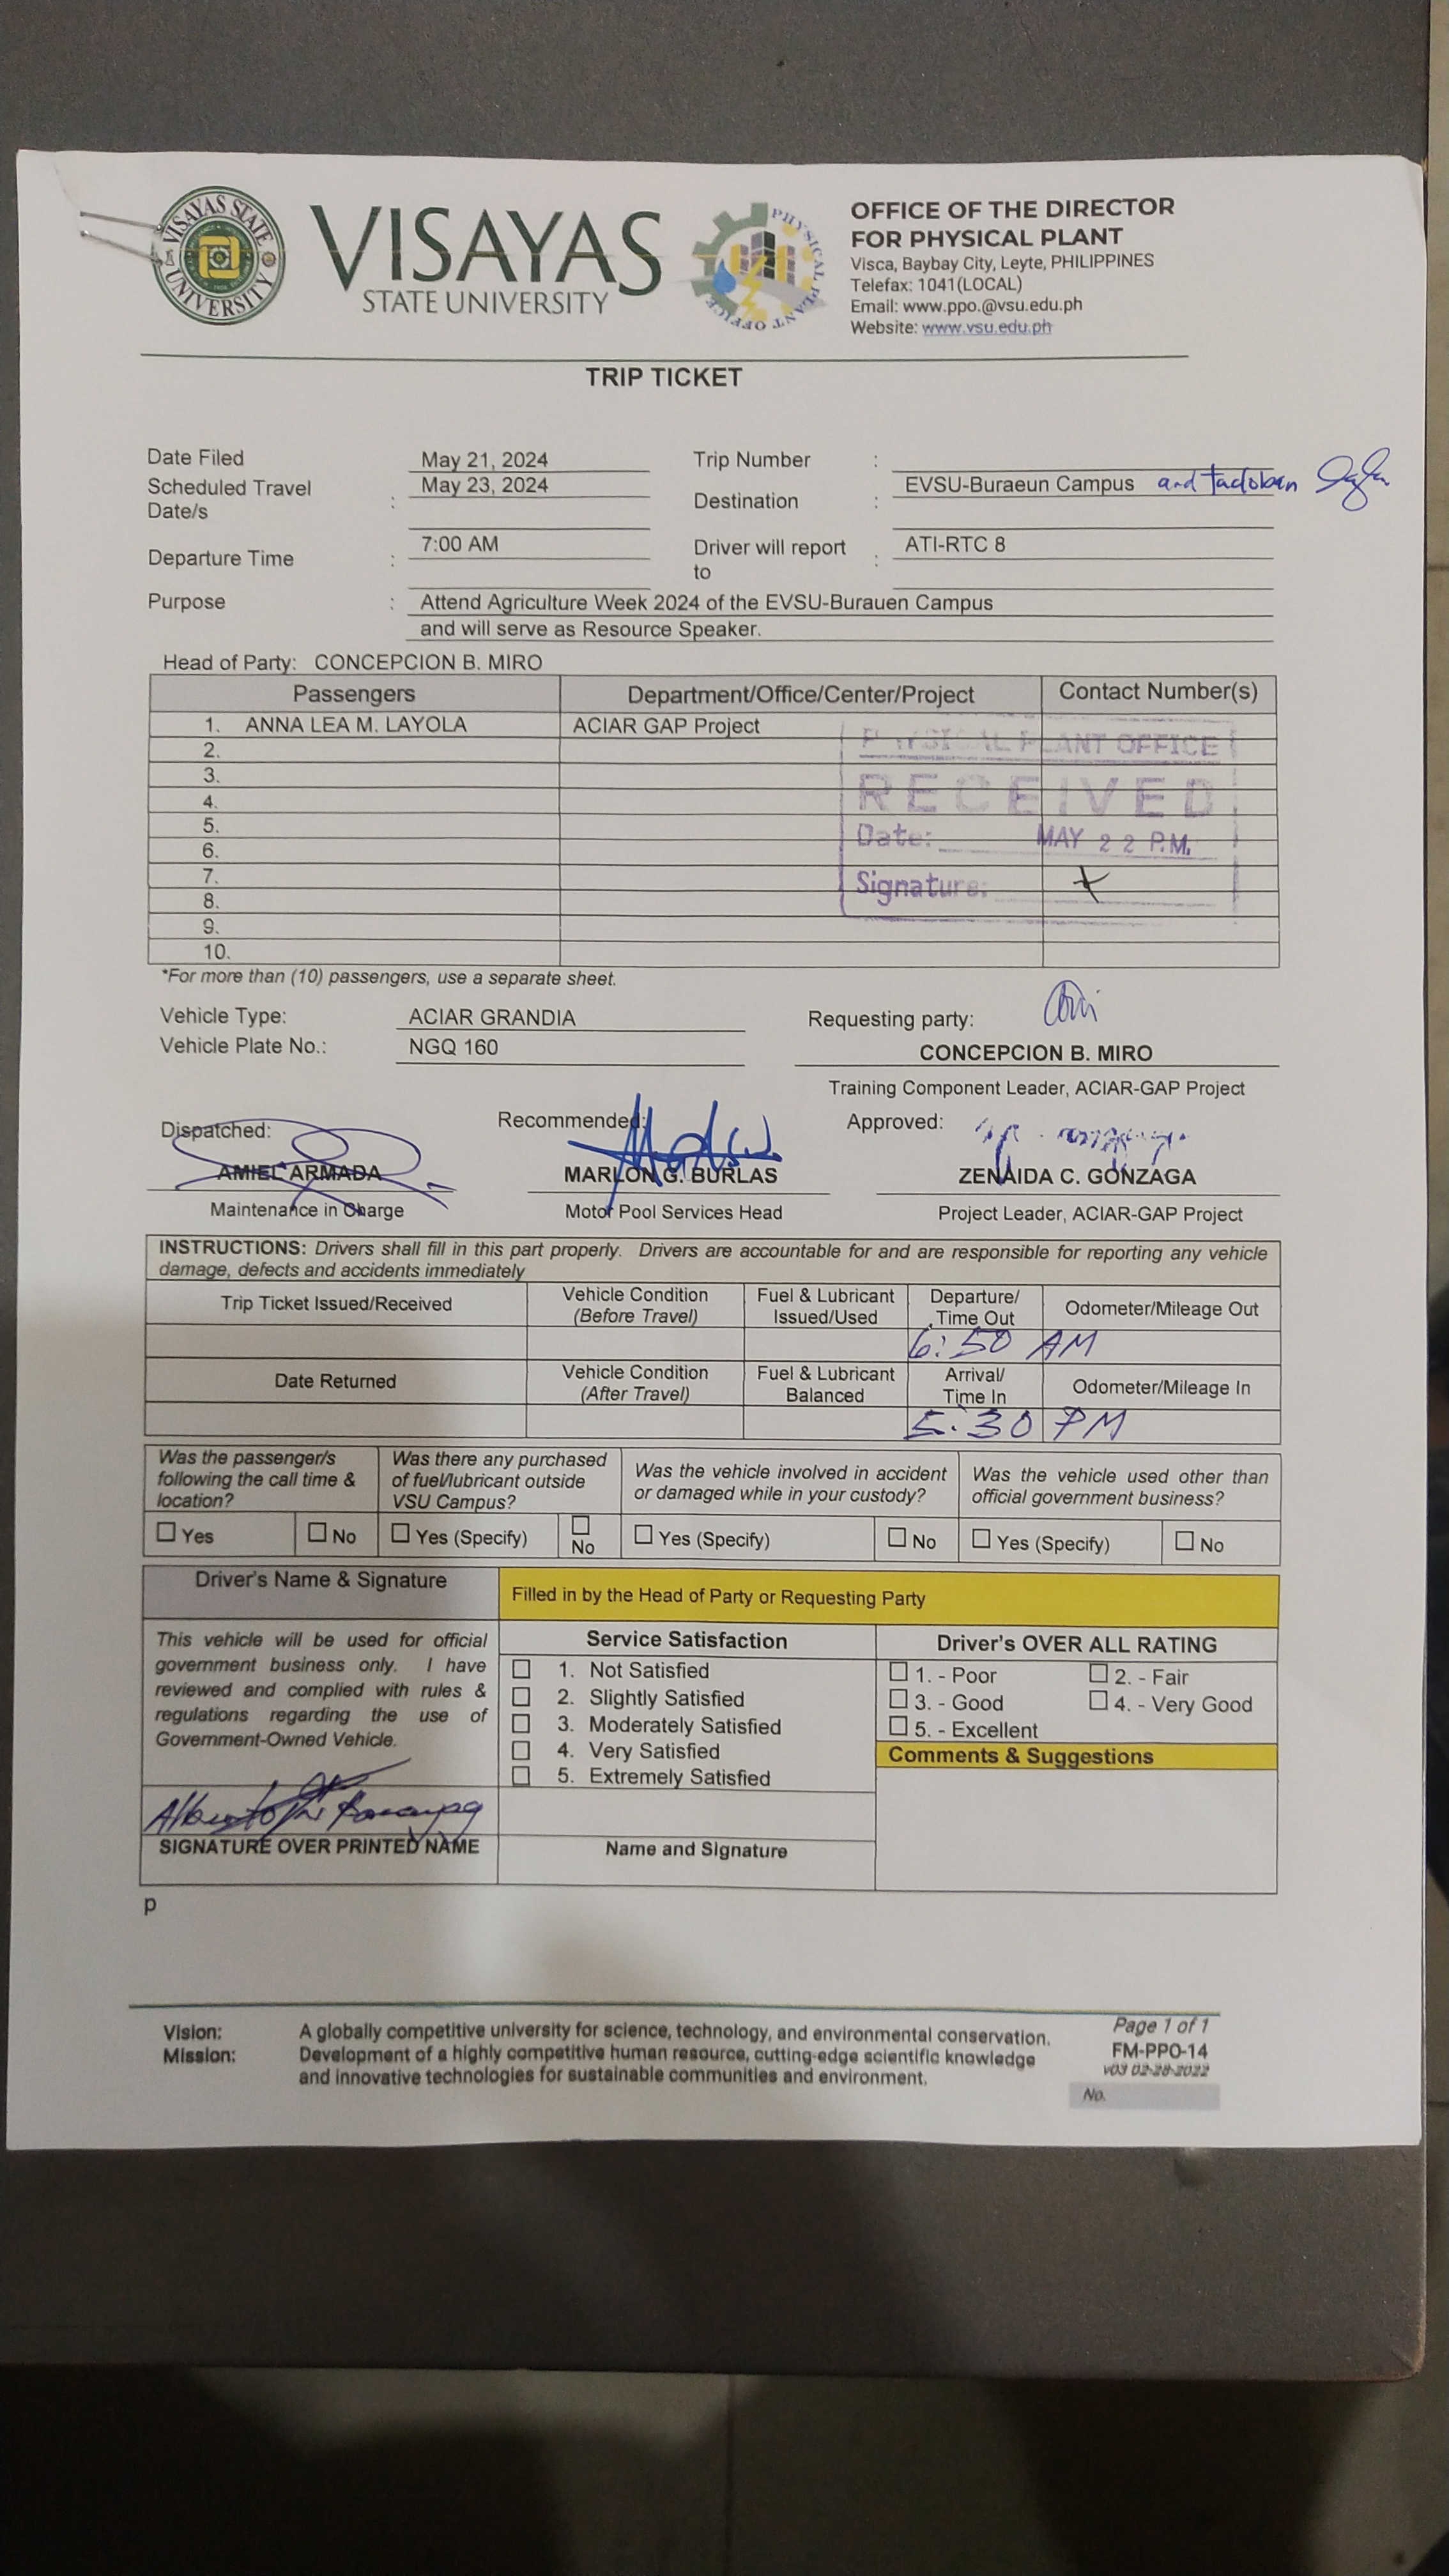 VISAYAS STATE UNIVERSITY
VISAYAS
STATE UNIVERSITY
PHYSICAL PLANT OFFICE
OFFICE OF THE DIRECTOR
FOR PHYSICAL PLANT
Visca, Baybay City, Leyte, PHILIPPINES
Telefax: 1041(LOCAL)
Email: www.ppo.@vsu.edu.ph
Website: www.vsu.edu.ph
TRIP TICKET
Date Filed May 21, 2024 Trip Number :
Scheduled Travel Date/s : May 23, 2024 Destination : EVSU-Buraeun Campus and tacloban
Departure Time : 7:00 AM Driver will report to : ATI-RTC 8
Purpose : Attend Agriculture Week 2024 of the EVSU-Burauen Campus
and will serve as Resource Speaker.
Head of Party: CONCEPCION B. MIRO
Passengers Department/Office/Center/Project Contact Number(s)
1. ANNA LEA M. LAYOLA ACIAR GAP Project
2.
3.
4.
5.
6.
7.
8.
9.
10.
PHYSICAL PLANT OFFICE
RECEIVED
Date: MAY 22 P.M.
Signature:
*For more than (10) passengers, use a separate sheet.
Vehicle Type: ACIAR GRANDIA Requesting party:
Vehicle Plate No.: NGQ 160 CONCEPCION B. MIRO
Training Component Leader, ACIAR-GAP Project
Dispatched: Recommended: Approved:
AMIEL ARMADA MARLON G. BURLAS ZENAIDA C. GONZAGA
Maintenance in Charge Motor Pool Services Head Project Leader, ACIAR-GAP Project
INSTRUCTIONS: Drivers shall fill in this part properly. Drivers are accountable for and are responsible for reporting any vehicle
damage, defects and accidents immediately
Trip Ticket Issued/Received Vehicle Condition (Before Travel) Fuel & Lubricant Issued/Used Departure/ Time Out Odometer/Mileage Out
6:50 AM
Date Returned Vehicle Condition (After Travel) Fuel & Lubricant Balanced Arrival/ Time In Odometer/Mileage In
5:30 PM
Was the passenger/s following the call time & location? Was there any purchased of fuel/lubricant outside VSU Campus? Was the vehicle involved in accident or damaged while in your custody? Was the vehicle used other than official government business?
☐ Yes ☐ No ☐ Yes (Specify) ☐ No ☐ Yes (Specify) ☐ No ☐ Yes (Specify) ☐ No
Driver's Name & Signature Filled in by the Head of Party or Requesting Party
This vehicle will be used for official
government business only. I have
reviewed and complied with rules &
regulations regarding the use of
Government-Owned Vehicle.
SIGNATURE OVER PRINTED NAME
Service Satisfaction
☐ 1. Not Satisfied
☐ 2. Slightly Satisfied
☐ 3. Moderately Satisfied
☐ 4. Very Satisfied
☐ 5. Extremely Satisfied
Name and Signature
Driver's OVER ALL RATING
☐ 1. - Poor ☐ 2. - Fair
☐ 3. - Good ☐ 4. - Very Good
☐ 5. - Excellent
Comments & Suggestions
p
Vision: A globally competitive university for science, technology, and environmental conservation.
Mission: Development of a highly competitive human resource, cutting-edge scientific knowledge
and innovative technologies for sustainable communities and environment.
Page 1 of 1
FM-PPO-14
v03 02-28-2022
No.